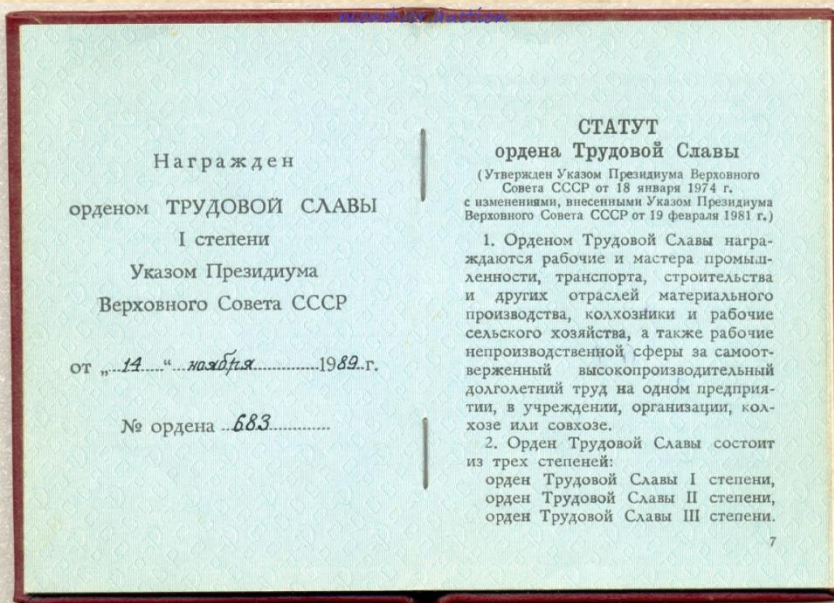 Награжден
орденом ТРУДОВОЙ СЛАВЫ
I степени
Указом Президиума
Верховного Совета СССР
от „14“ ноября 1989 г.
№ ордена 683
СТАТУТ
ордена Трудовой Славы
(Утвержден Указом Президиума Верховного
Совета СССР от 18 января 1974 г.
с изменениями, внесенными Указом Президиума
Верховного Совета СССР от 19 февраля 1981 г.)
1. Орденом Трудовой Славы награ-
ждаются рабочие и мастера промыш-
ленности, транспорта, строительства
и других отраслей материального
производства, колхозники и рабочие
сельского хозяйства, а также рабочие
непроизводственной сферы за самоот-
верженный высокопроизводительный
долголетний труд на одном предприя-
тии, в учреждении, организации, кол-
хозе или совхозе.
2. Орден Трудовой Славы состоит
из трех степеней:
орден Трудовой Славы I степени,
орден Трудовой Славы II степени,
орден Трудовой Славы III степени.
7